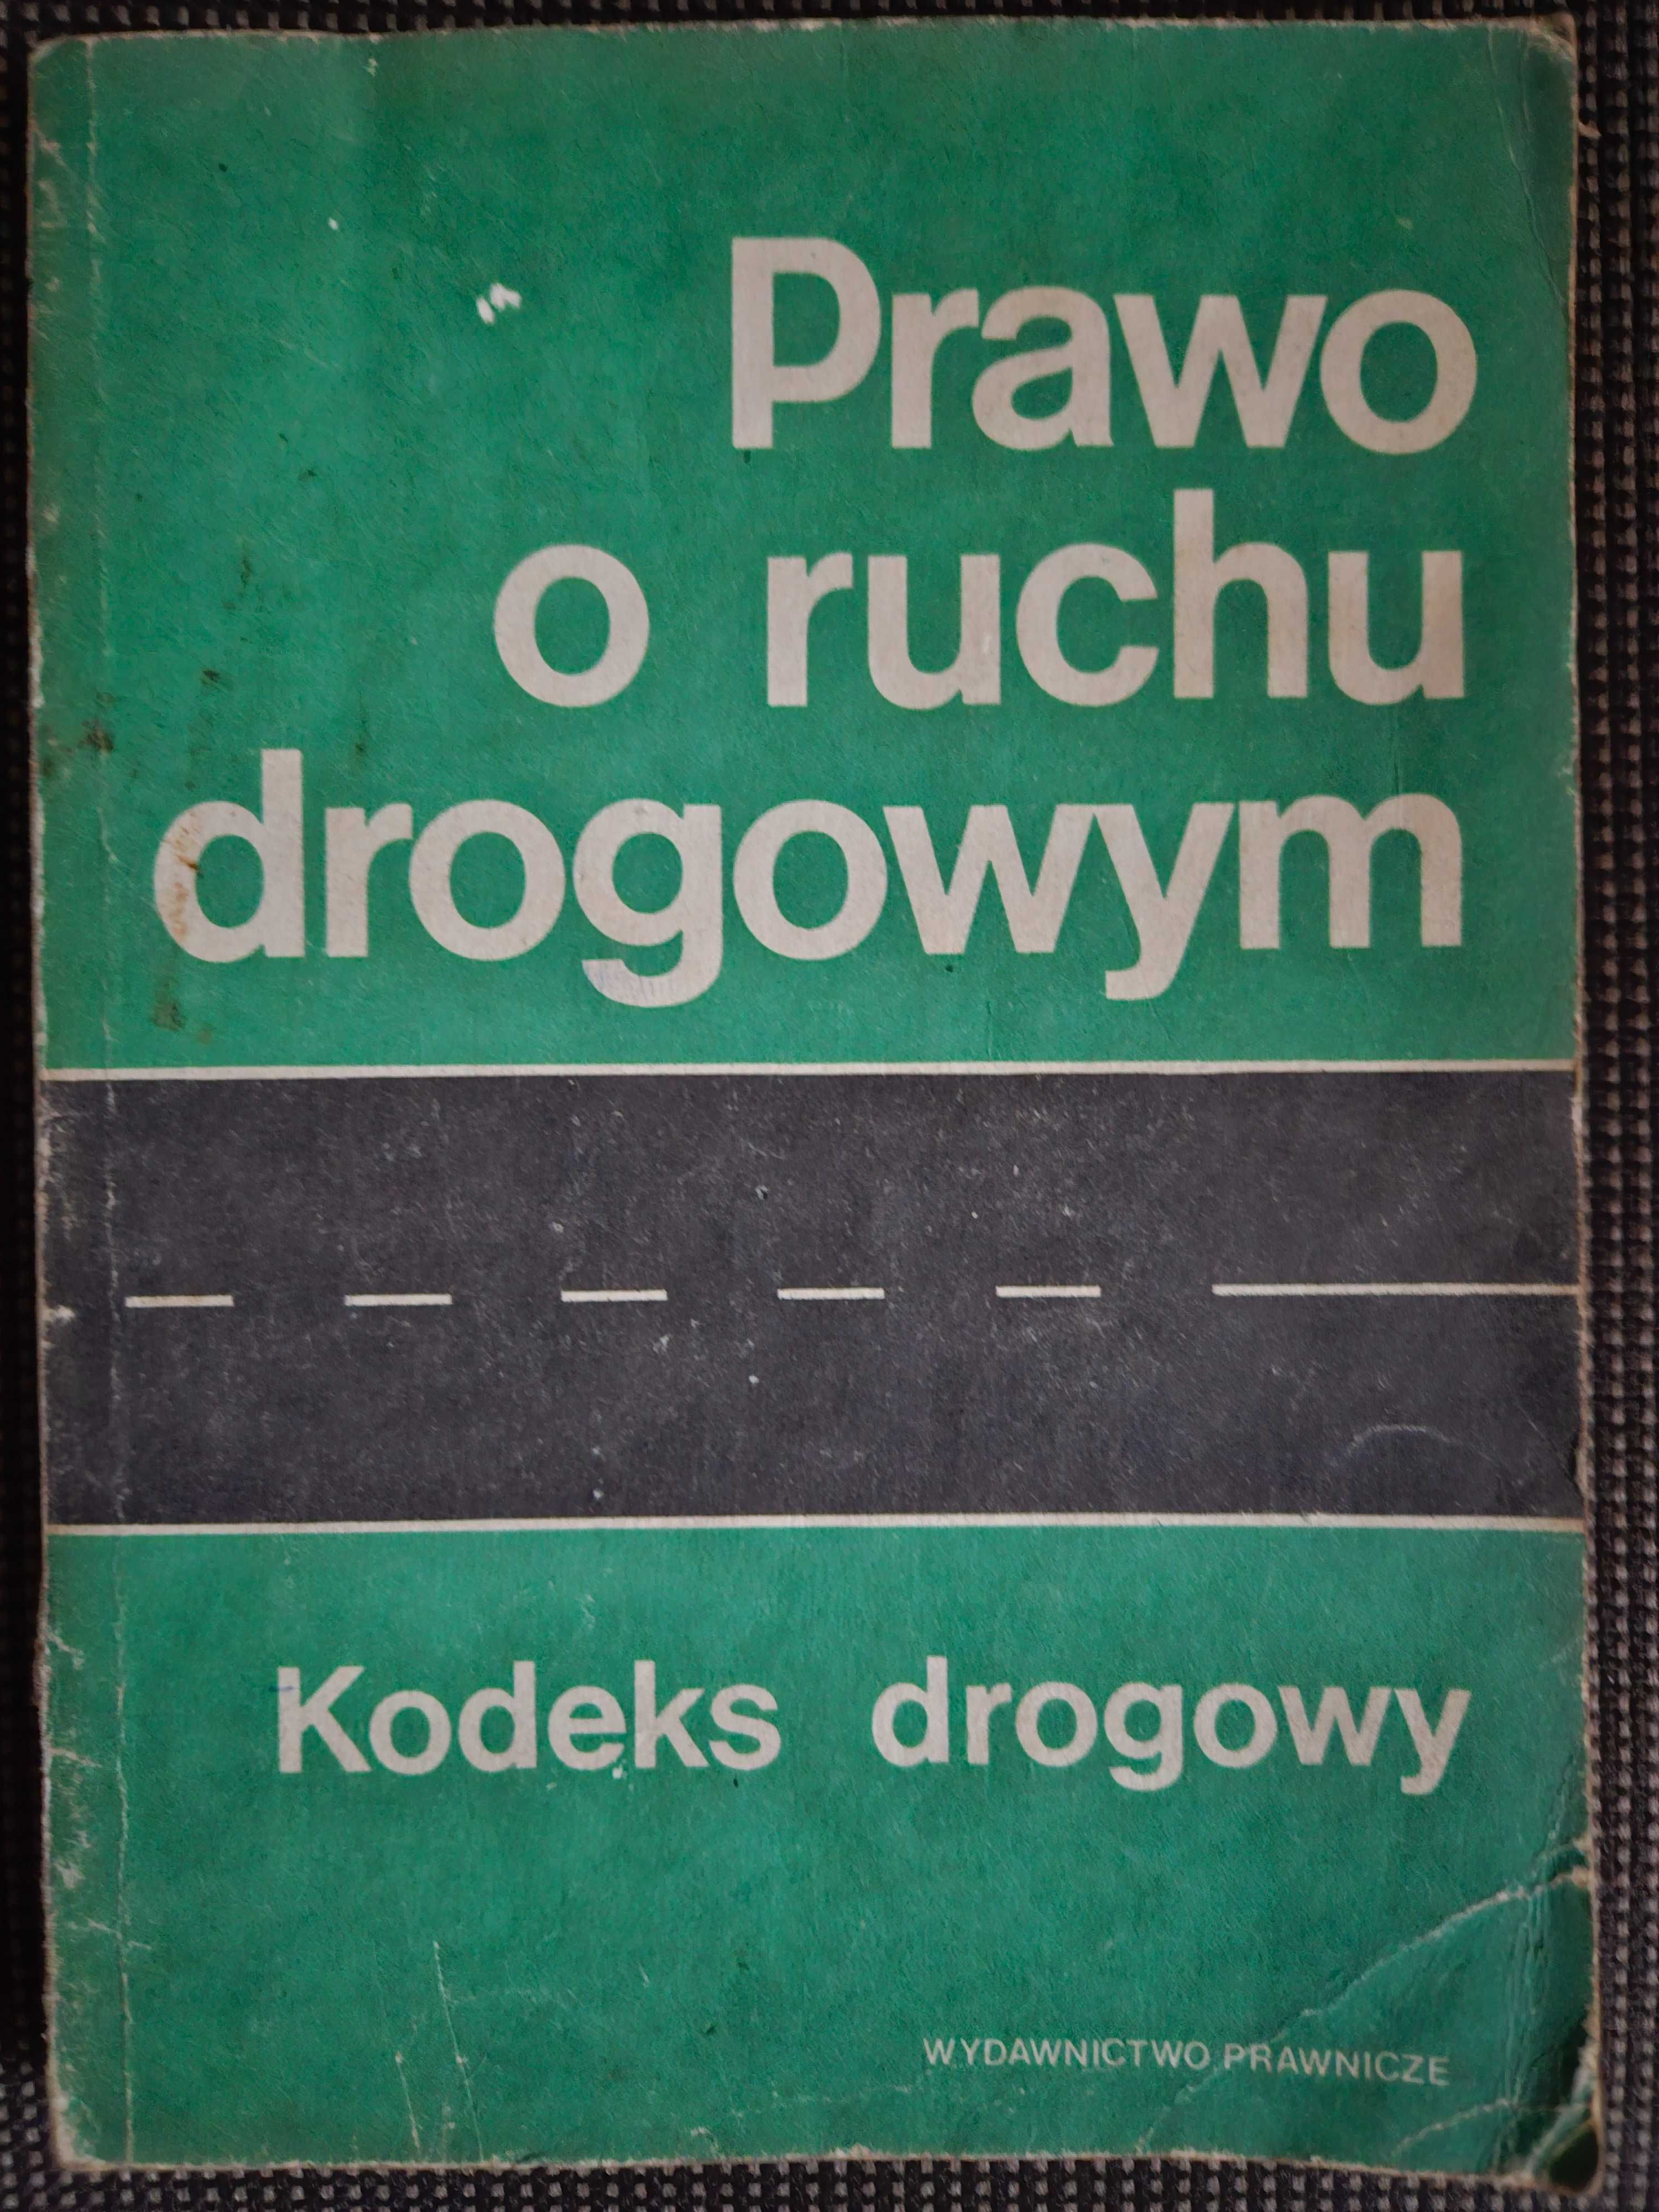 Prawo
o ruchu
drogowym
Kodeks drogowy
WYDAWNICTWO PRAWNICZE